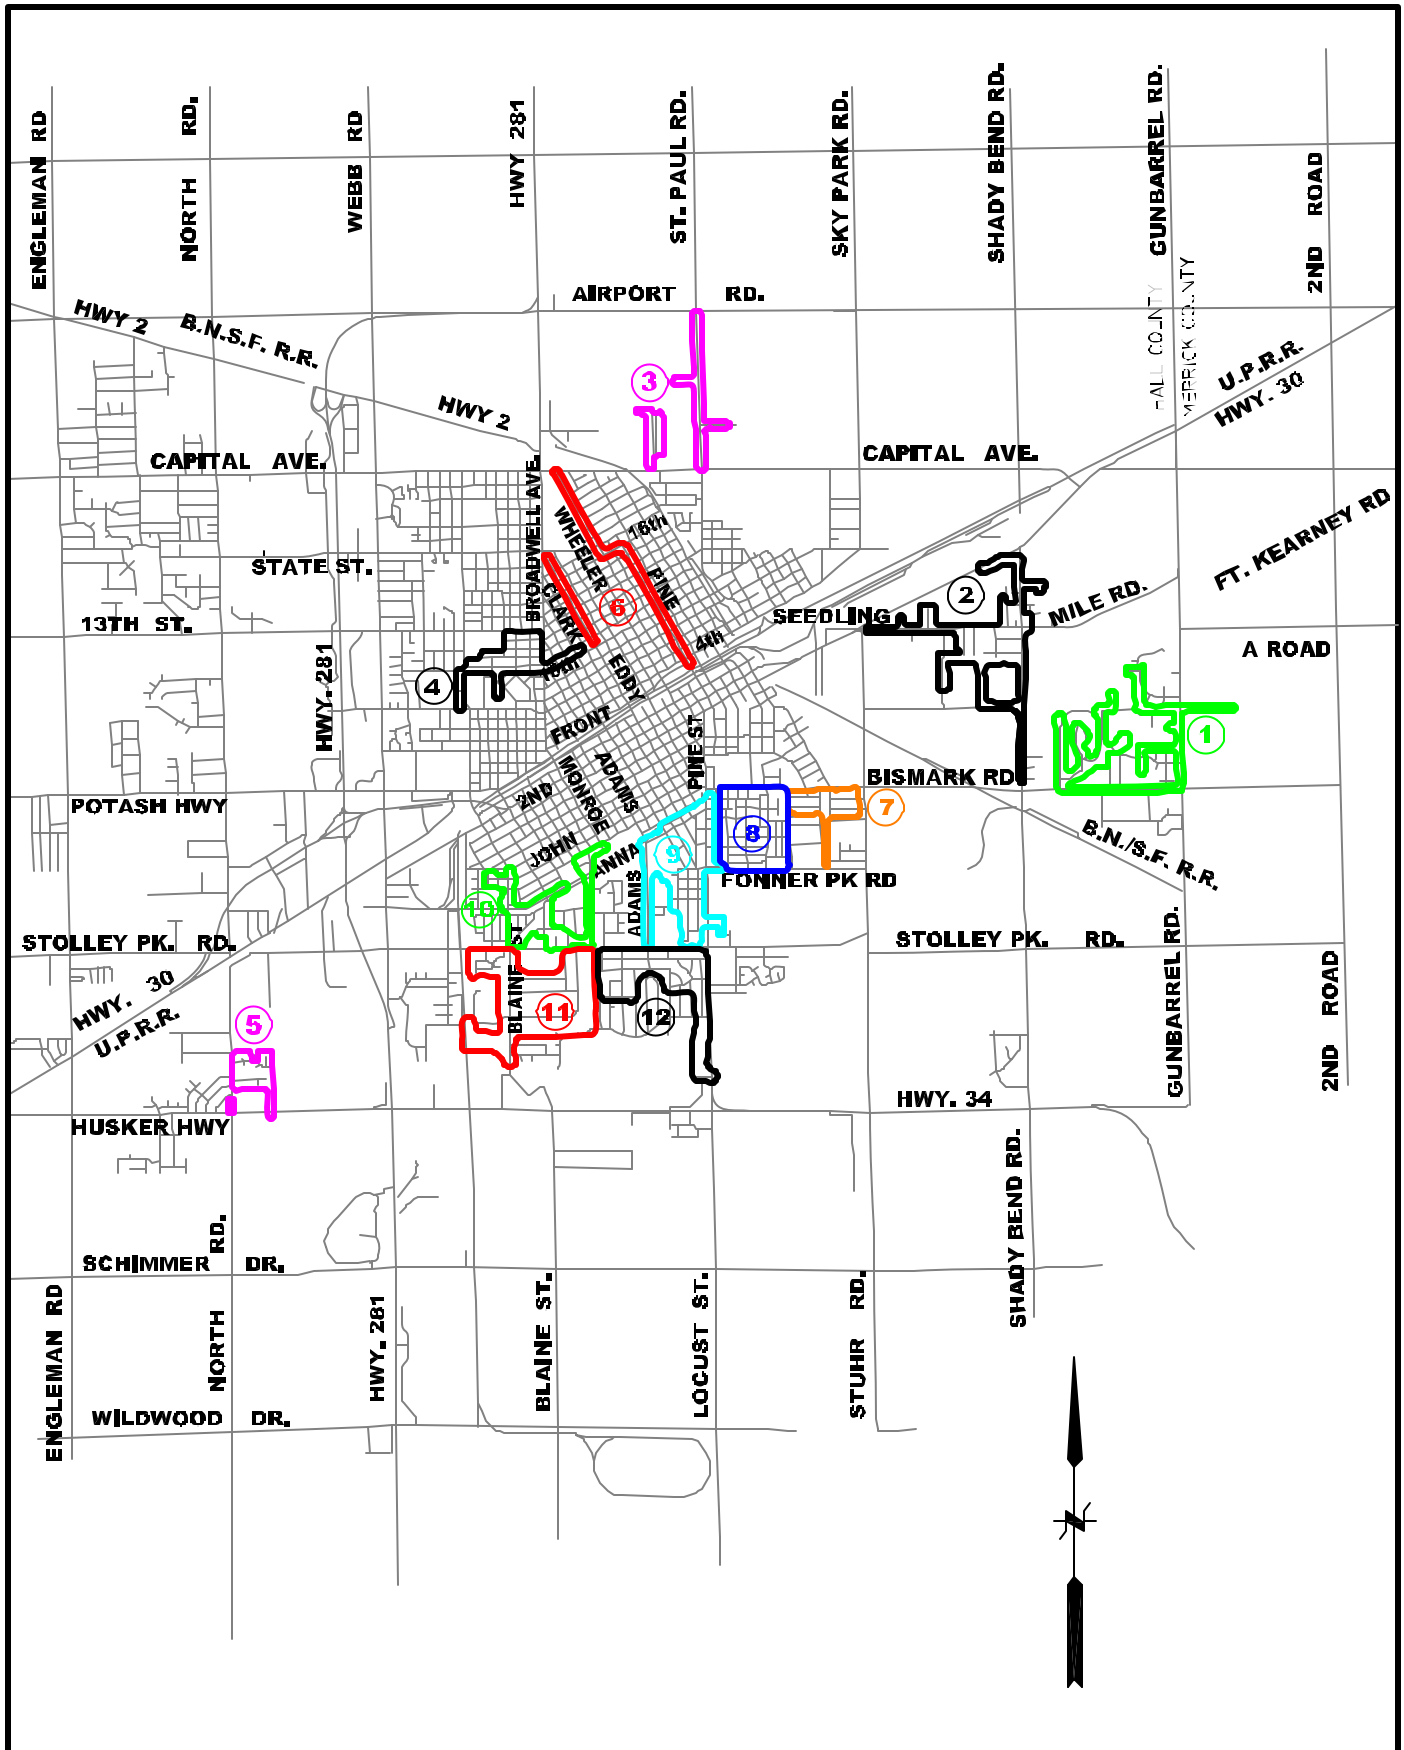 ENGLEMAN RD
NORTH RD.
WEBB RD
HWY 281
ST. PAUL RD.
SKY PARK RD.
SHADY BEND RD.
GUNBARREL RD.
2ND ROAD
HALL COUNTY
MERRICK COUNTY
AIRPORT RD.
HWY 2
B.N.S.F. R.R.
HWY 2
U.P.R.R.
HWY. 30
3
CAPITAL AVE.
CAPITAL AVE.
BROADWELL AVE.
WHEELER
16th
PINE
FT. KEARNEY RD
STATE ST.
CLARK
6
2
SEEDLING
MILE RD.
13TH ST.
4th
A ROAD
HWY. 281
4
EDDY
FRONT
PINE ST
1
ADAMS
MONROE
2ND
BISMARK RD
POTASH HWY
7
8
9
JOHN
ANNA
B.N./S.F. R.R.
FONNER PK RD
10
ADAMS
STOLLEY PK. RD.
STOLLEY PK. RD.
BLAINE ST
GUNBARREL RD.
2ND ROAD
HWY. 30
U.P.R.R.
5
11
12
HWY. 34
HUSKER HWY
SHADY BEND RD.
NORTH RD.
SCHIMMER DR.
ENGLEMAN RD
HWY. 281
BLAINE ST.
LOCUST ST.
STUHR RD.
WILDWOOD DR.
N